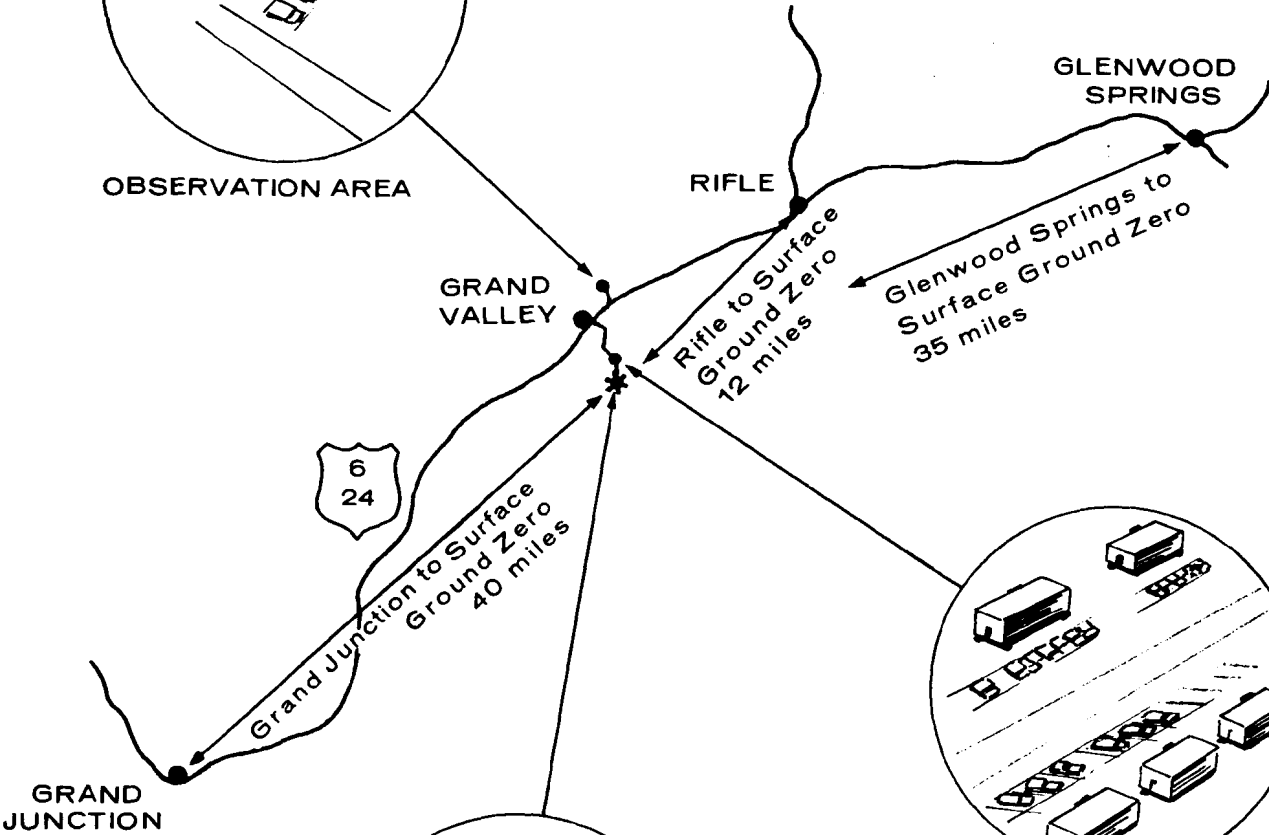 GLENWOOD
SPRINGS
OBSERVATION AREA
RIFLE
Glenwood Springs to
Surface Ground Zero
35 miles
Rifle to Surface
Ground Zero
12 miles
GRAND
VALLEY
6
24
Grand Junction to Surface
Ground Zero
40 miles
GRAND
JUNCTION